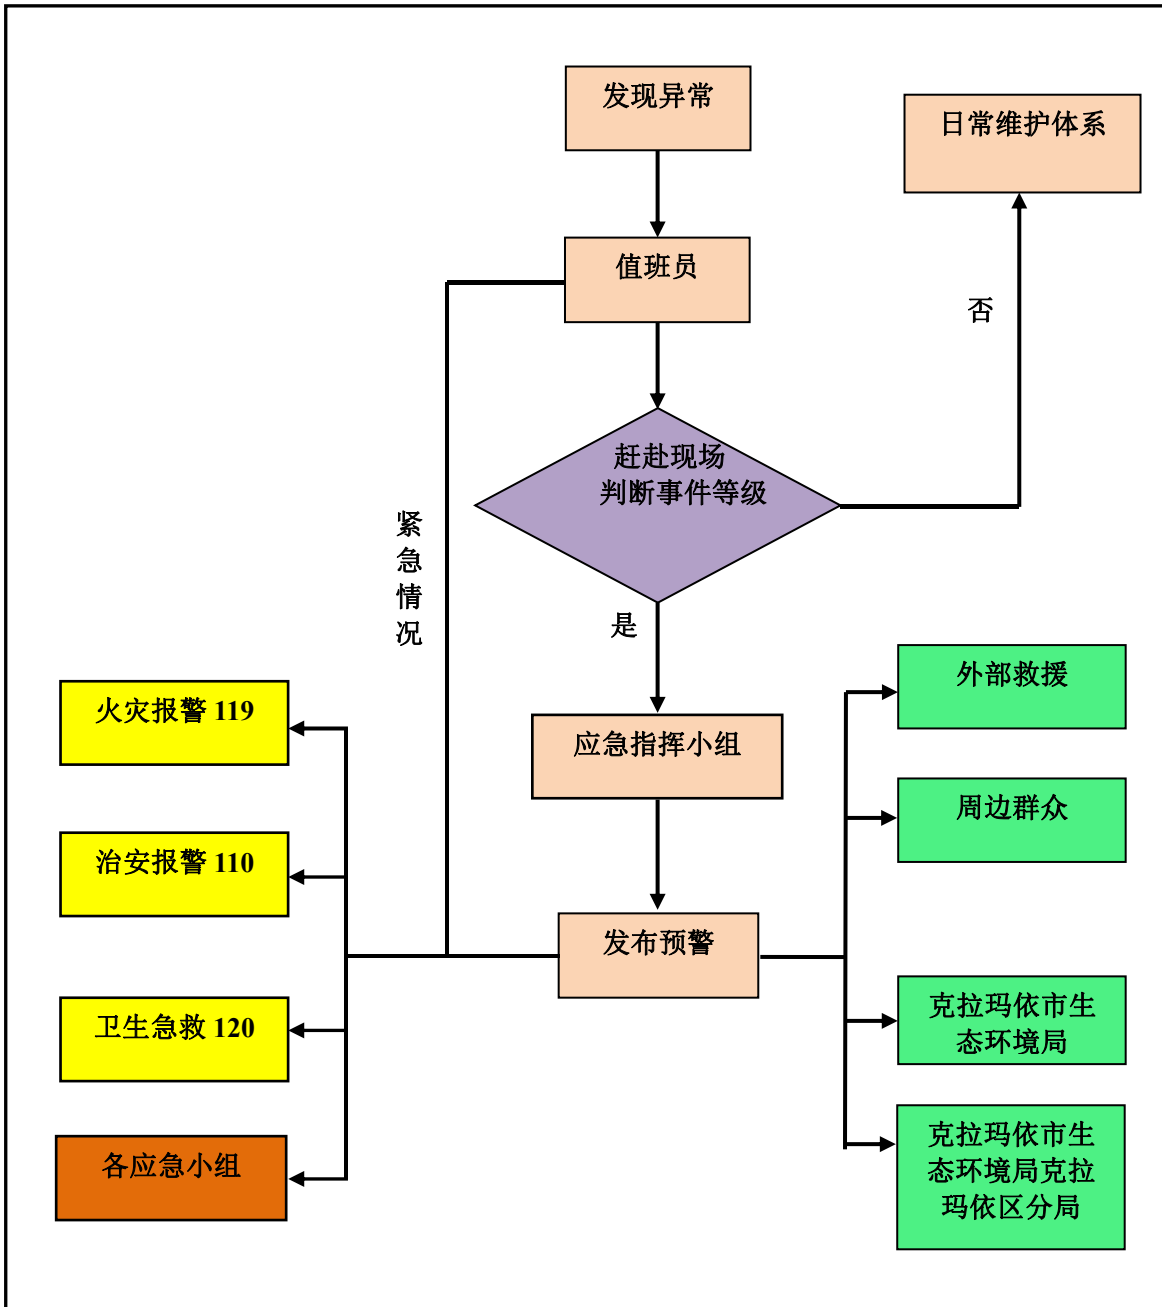 发现异常
日常维护体系
值班员
否
赶赴现场
判断事件等级
紧
急
情
况
是
外部救援
火灾报警 119
应急指挥小组
周边群众
治安报警 110
发布预警
克拉玛依市生
态环境局
卫生急救 120
克拉玛依市生
态环境局克拉
玛依区分局
各应急小组